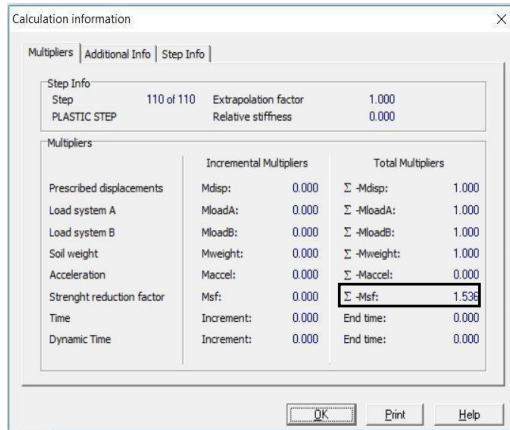 Calculation information
Multipliers Additional Info Step Info
Step Info
Step 110 of 110 Extrapolation factor 1.000
PLASTIC STEP Relative stiffness 0.000
Multipliers
Incremental Multipliers Total Multipliers
Prescribed displacements Mdisp: 0.000 Σ -Mdisp: 1.000
Load system A MloadA: 0.000 Σ -MloadA: 1.000
Load system B MloadB: 0.000 Σ -MloadB: 1.000
Soil weight Mweight: 0.000 Σ -Mweight: 1.000
Acceleration Maccel: 0.000 Σ -Maccel: 0.000
Strenght reduction factor Msf: 0.000 Σ -Msf: 1.536
Time Increment: 0.000 End time: 0.000
Dynamic Time Increment: 0.000 End time: 0.000
OK Print Help